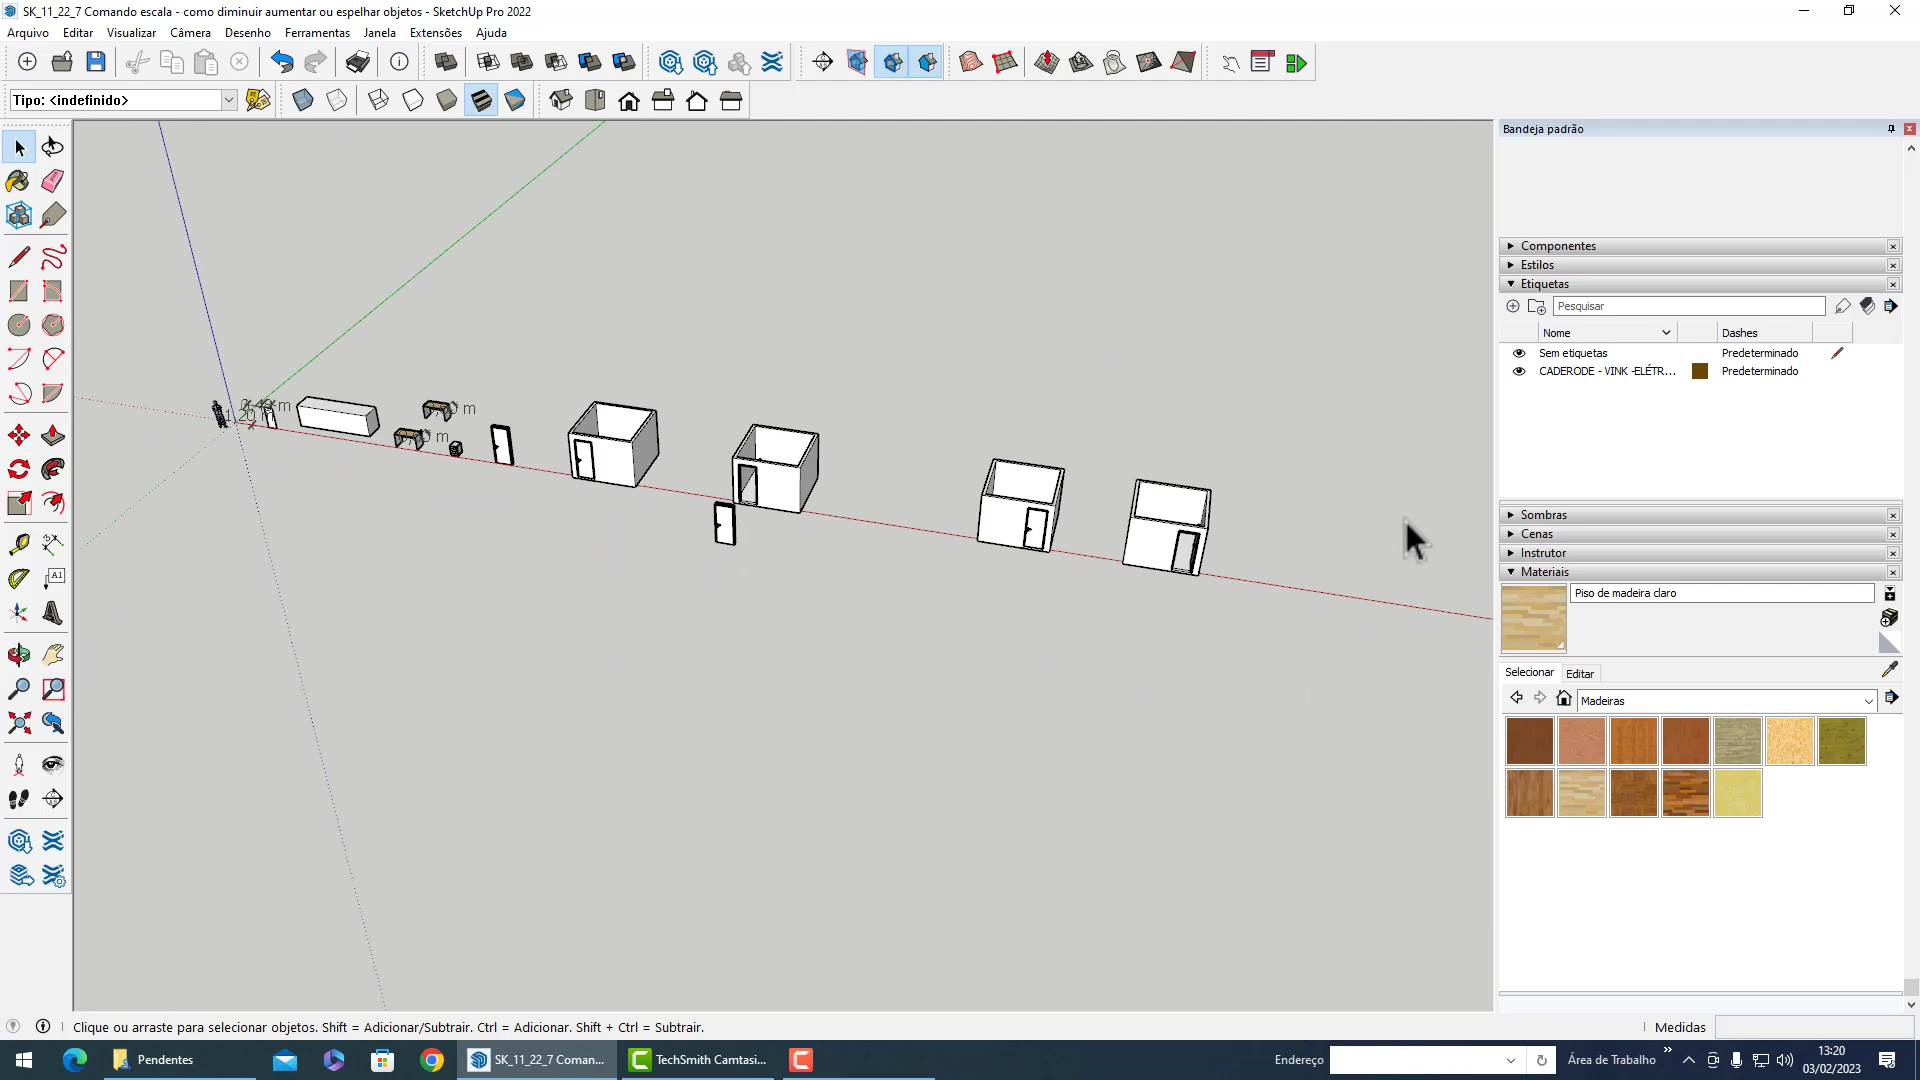 SK_11_22_7 Comando escala - como diminuir aumentar ou espelhar objetos - SketchUp Pro 2022
Arquivo Editar Visualizar Câmera Desenho Ferramentas Janela Extensões Ajuda
Tipo: <indefinido>
Bandeja padrão
Componentes
Estilos
Etiquetas
Pesquisar
Nome Dashes
Sem etiquetas Predeterminado
CADERODE - VINK -ELÉTR... Predeterminado
m
1,20
m
m
A1
Sombras
Cenas
Instrutor
Materiais
Piso de madeira claro
Selecionar Editar
Madeiras
Clique ou arraste para selecionar objetos. Shift = Adicionar/Subtrair. Ctrl = Adicionar. Shift + Ctrl = Subtrair.
Medidas
Pendentes
SK_11_22_7 Coman...
TechSmith Camtasi...
Endereço
Área de Trabalho
13:20
03/02/2023